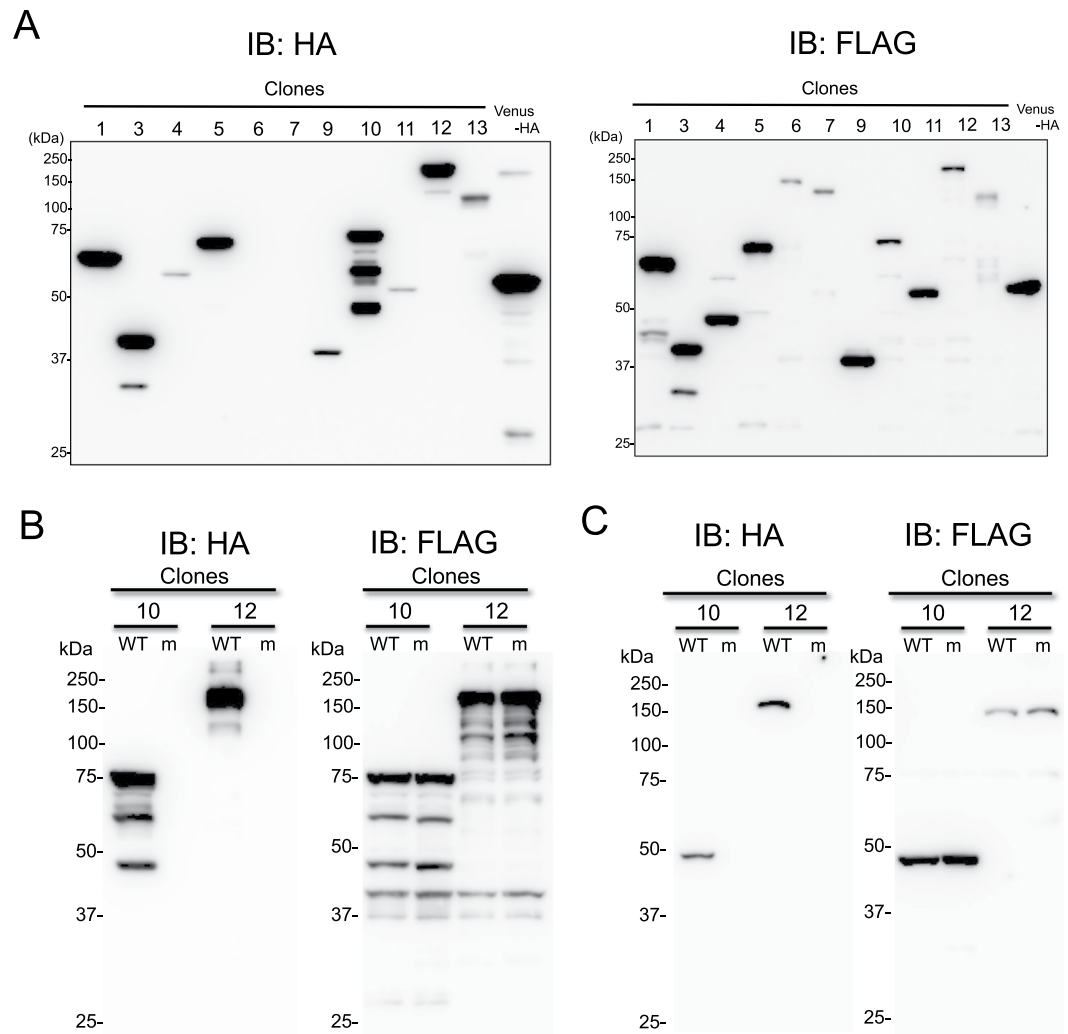 A
IB: HA
IB: FLAG
Clones
Clones
Venus
-HA
Venus
-HA
1 3 4 5 6 7 9 10 11 12 13
1 3 4 5 6 7 9 10 11 12 13
(kDa)
250-
150-
100-
75-
50-
37-
25-
(kDa)
250-
150-
100-
75-
50-
37-
25-
B
IB: HA
IB: FLAG
Clones
Clones
10 12
10 12
WT m WT m
WT m WT m
kDa
250-
150-
100-
75-
50-
37-
25-
kDa
250-
150-
100-
75-
50-
37-
25-
C
IB: HA
IB: FLAG
Clones
Clones
10 12
10 12
WT m WT m
WT m WT m
kDa
250-
150-
100-
75-
50-
37-
25-
kDa
250-
150-
100-
75-
50-
37-
25-